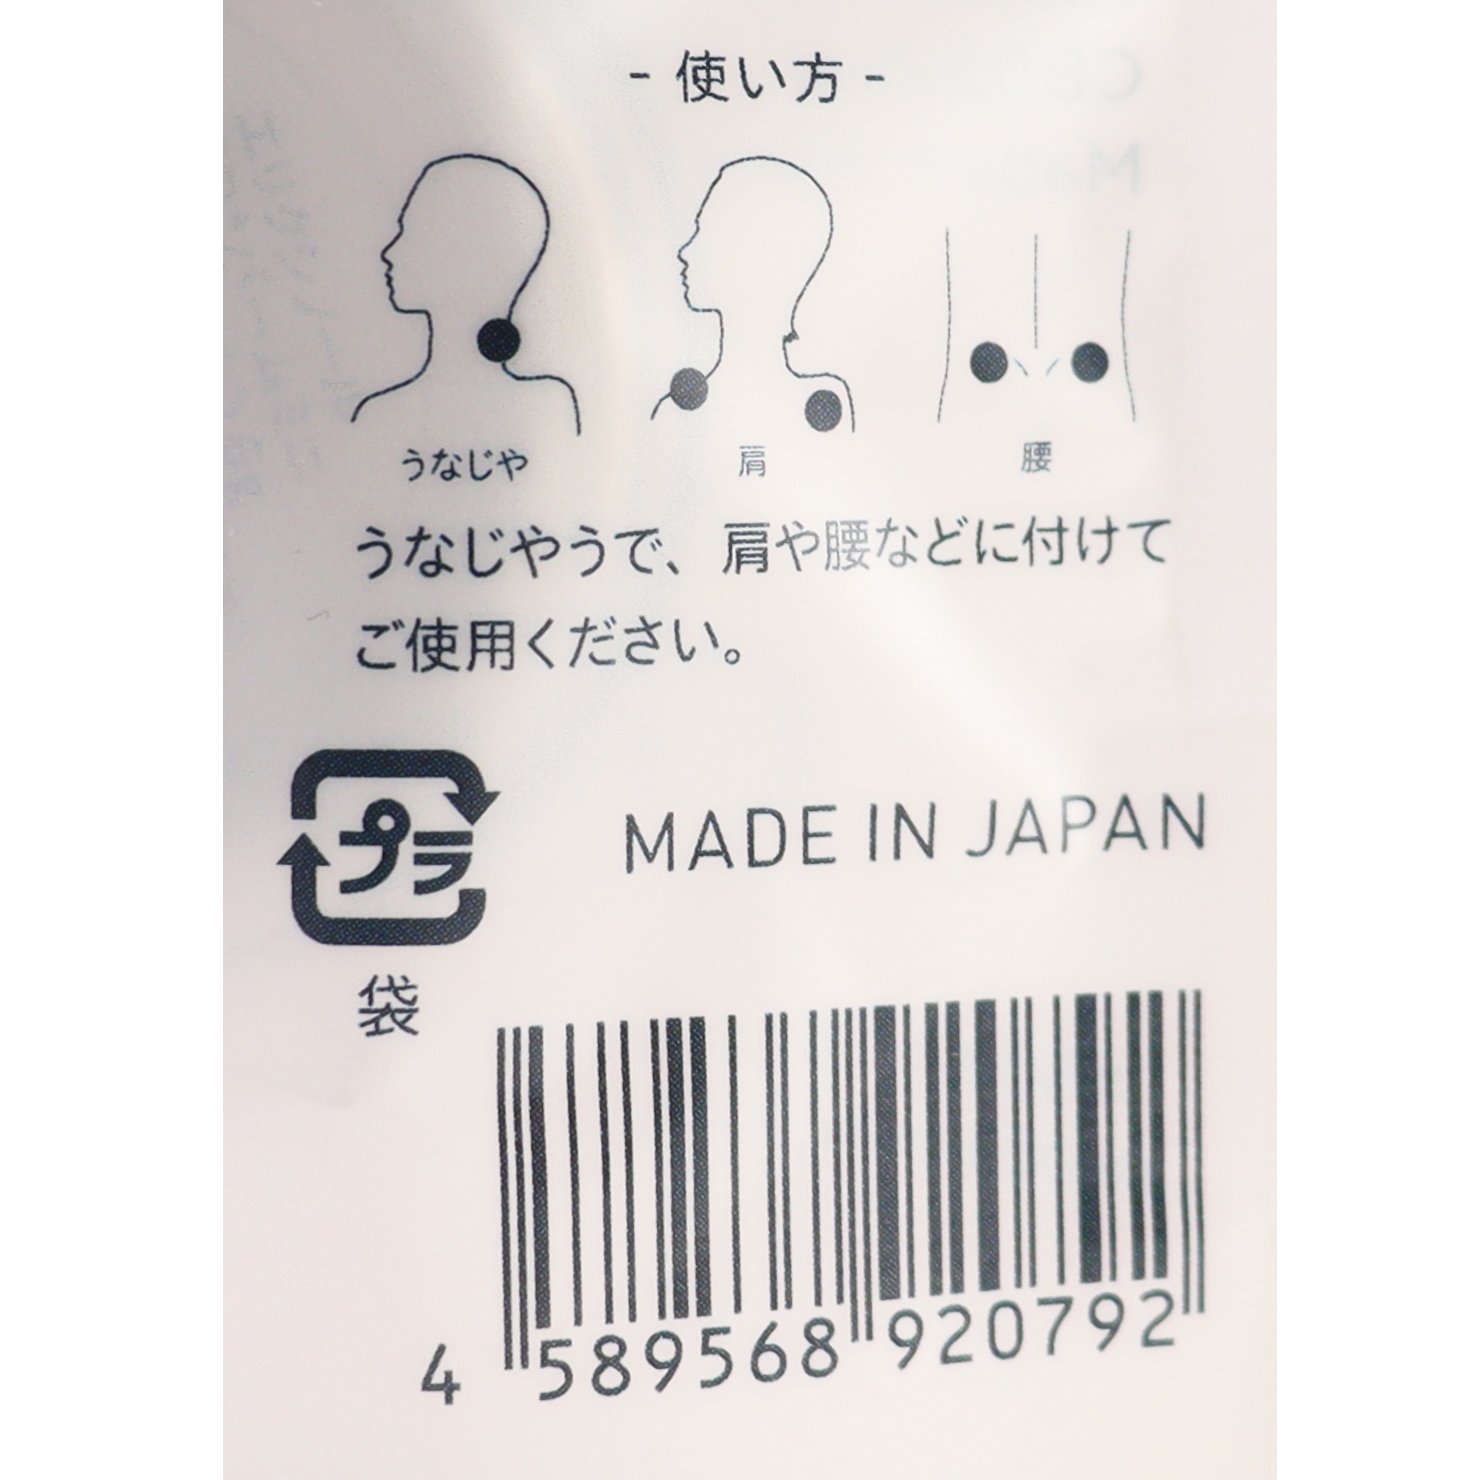 - 使い方 -
うなじや
肩
腰
うなじやうで、肩や腰などに付けて
ご使用ください。
プラ
MADE IN JAPAN
袋
4 589568 920792